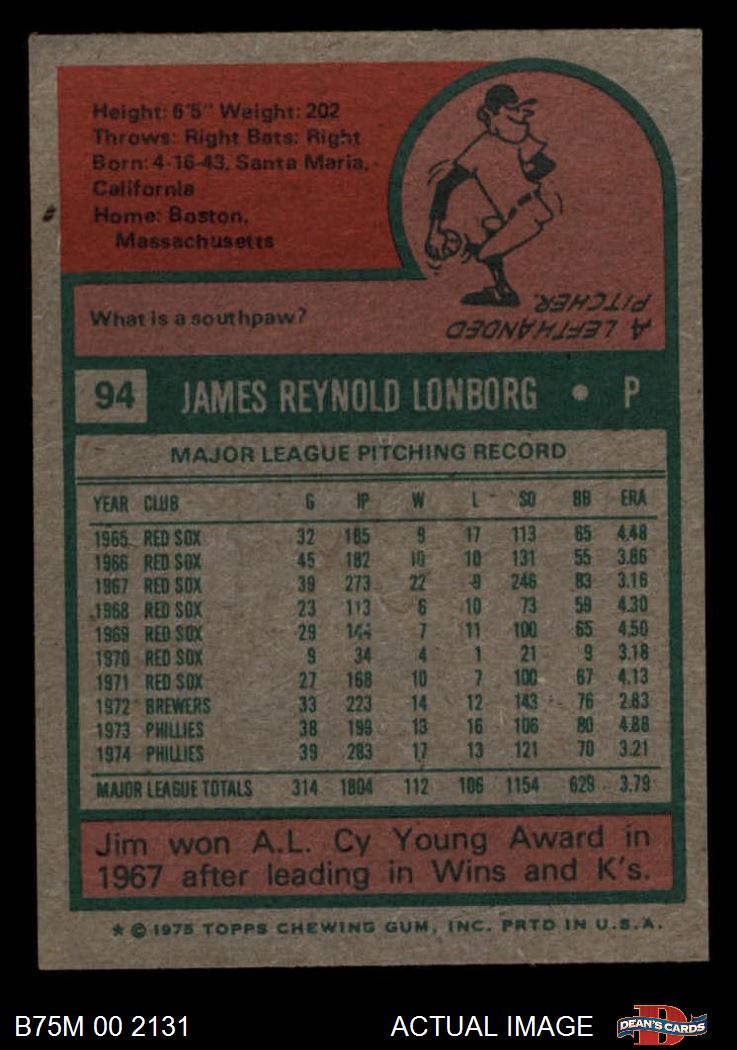 Height: 6'5" Weight: 202
Throws: Right Bats: Right
Born: 4-16-43, Santa Maria,
California
Home: Boston,
Massachusetts
What is a southpaw?
A LEFTHANDED
PITCHER.
94 JAMES REYNOLD LONBORG • P
MAJOR LEAGUE PITCHING RECORD
YEAR CLUB G IP W L SO BB ERA
1965 RED SOX 32 185 9 17 113 65 4.48
1966 RED SOX 45 182 10 10 131 55 3.86
1967 RED SOX 39 273 22 9 246 83 3.16
1968 RED SOX 23 113 6 10 73 59 4.30
1969 RED SOX 29 144 7 11 100 65 4.50
1970 RED SOX 9 34 4 1 21 9 3.18
1971 RED SOX 27 168 10 7 100 67 4.13
1972 BREWERS 33 223 14 12 143 76 2.83
1973 PHILLIES 38 199 13 16 106 80 4.88
1974 PHILLIES 39 283 17 13 121 70 3.21
MAJOR LEAGUE TOTALS 314 1804 112 106 1154 629 3.79
Jim won A.L. Cy Young Award in
1967 after leading in Wins and K's.
* © 1975 TOPPS CHEWING GUM, INC. PRTD IN U.S.A.
B75M 00 2131 ACTUAL IMAGE D DEAN'S CARDS